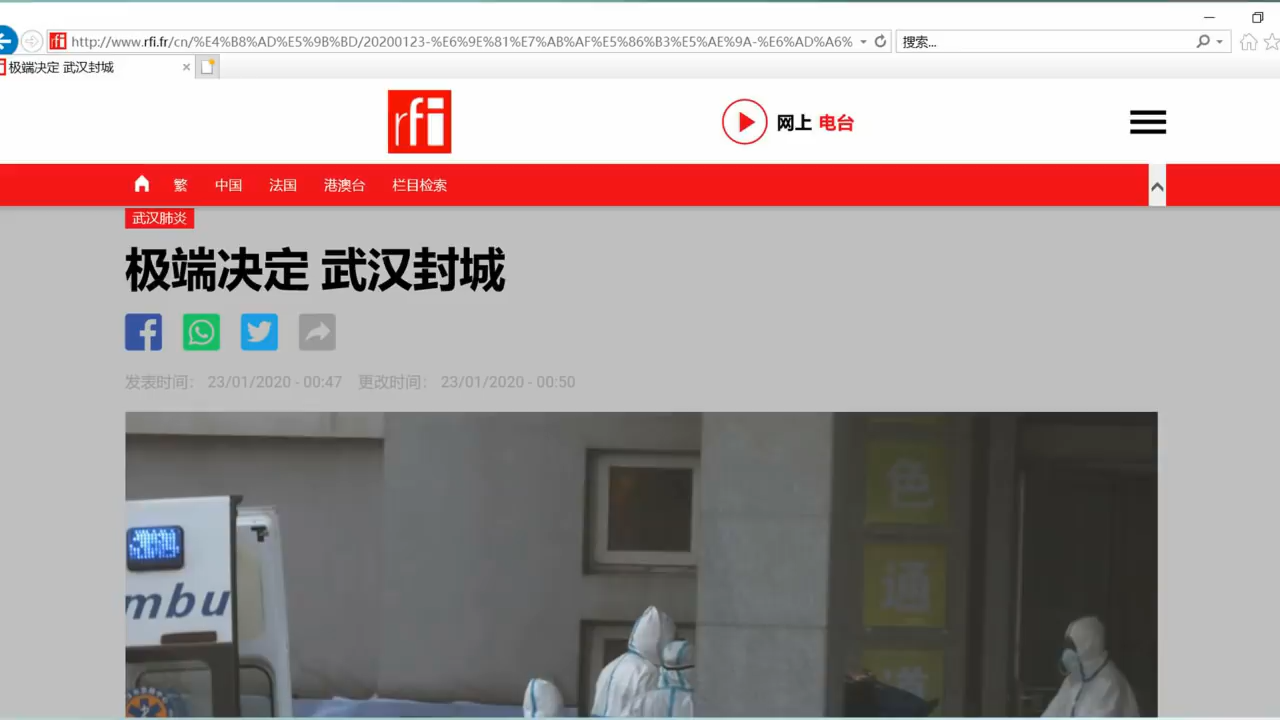 http://www.rfi.fr/cn/%E4%B8%AD%E5%9B%BD/20200123-%E6%9E%81%E7%AB%AF%E5%86%B3%E5%AE%9A-%E6%AD%A6%
搜索...
极端决定 武汉封城
rfi
网上 电台
繁 中国 法国 港澳台 栏目检索
武汉肺炎
极端决定 武汉封城
发表时间: 23/01/2020 - 00:47 更改时间: 23/01/2020 - 00:50
色
通
道
mbu